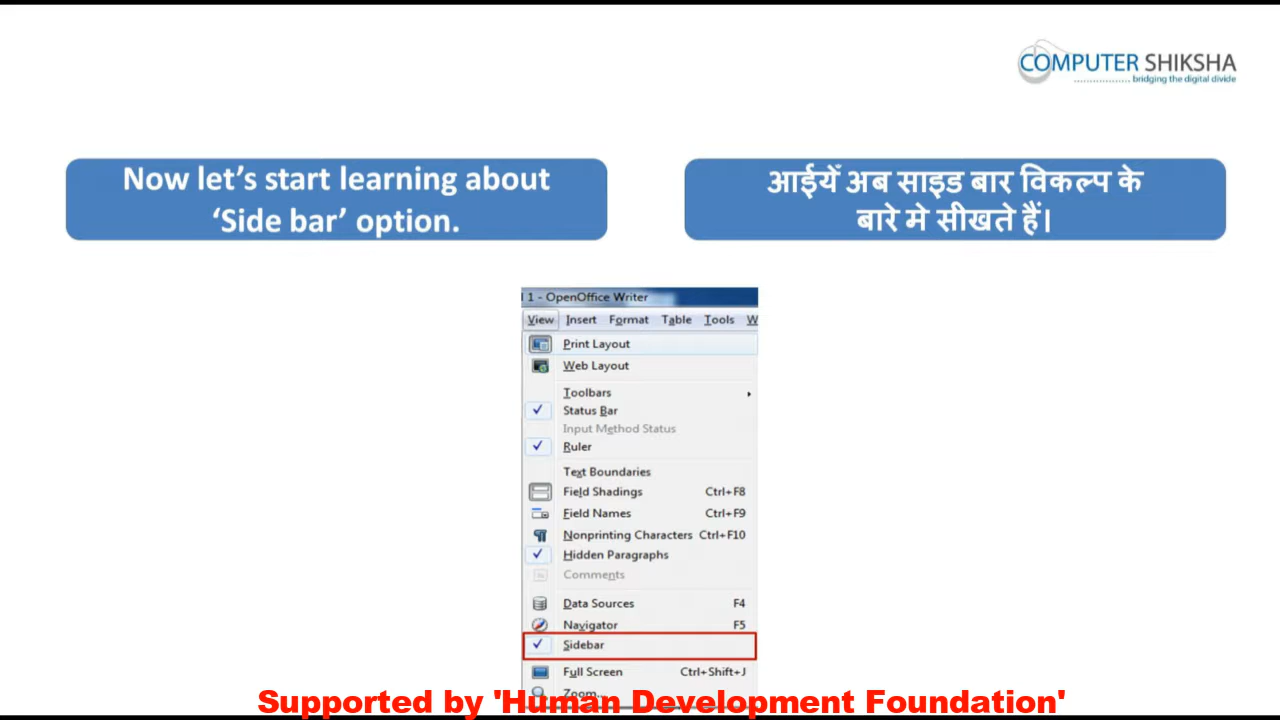 COMPUTER SHIKSHA
bridging the digital divide
Now let's start learning about
'Side bar' option.
आईयें अब साइड बार विकल्प के
बारे मे सीखते हैं।
1 - OpenOffice Writer
View Insert Format Table Tools W
Print Layout
Web Layout
Toolbars
Status Bar
Input Method Status
Ruler
Text Boundaries
Field Shadings Ctrl+F8
Field Names Ctrl+F9
Nonprinting Characters Ctrl+F10
Hidden Paragraphs
Comments
Data Sources F4
Navigator F5
Sidebar
Full Screen Ctrl+Shift+J
Zoom...
Supported by 'Human Development Foundation'